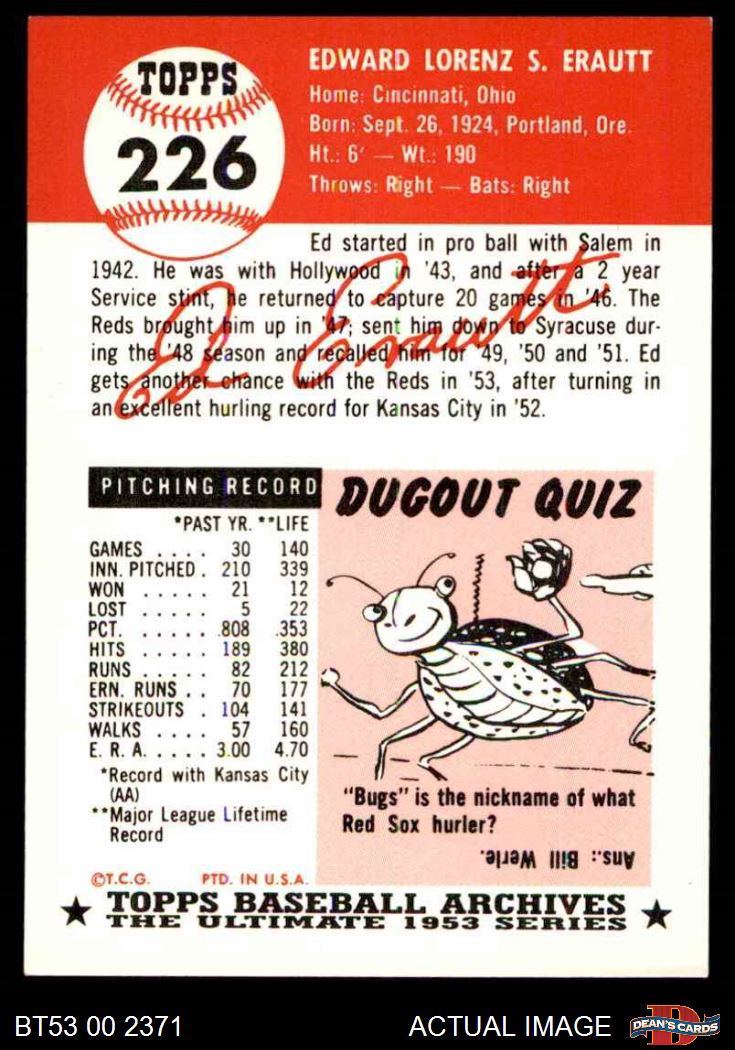 TOPPS
226
EDWARD LORENZ S. ERAUTT
Home: Cincinnati, Ohio
Born: Sept. 26, 1924, Portland, Ore.
Ht.: 6' — Wt.: 190
Throws: Right — Bats: Right
Ed started in pro ball with Salem in
1942. He was with Hollywood in '43, and after a 2 year
Service stint, he returned to capture 20 games in '46. The
Reds brought him up in '47; sent him down to Syracuse dur-
ing the '48 season and recalled him for '49, '50 and '51. Ed
gets another chance with the Reds in '53, after turning in
an excellent hurling record for Kansas City in '52.
Ed Erautt
PITCHING RECORD
*PAST YR. **LIFE
GAMES . . . . 30 140
INN. PITCHED . 210 339
WON . . . . . 21 12
LOST . . . . . 5 22
PCT. . . . . . .808 .353
HITS . . . . . 189 380
RUNS . . . . . 82 212
ERN. RUNS . . 70 177
STRIKEOUTS . 104 141
WALKS . . . . 57 160
E. R. A. . . . . 3.00 4.70
*Record with Kansas City
(AA)
**Major League Lifetime
Record
DUGOUT QUIZ
"Bugs" is the nickname of what
Red Sox hurler?
Ans.: Bill Werle.
©T.C.G. PTD. IN U.S.A.
TOPPS BASEBALL ARCHIVES
THE ULTIMATE 1953 SERIES
BT53 00 2371
ACTUAL IMAGE
DEAN'S CARDS